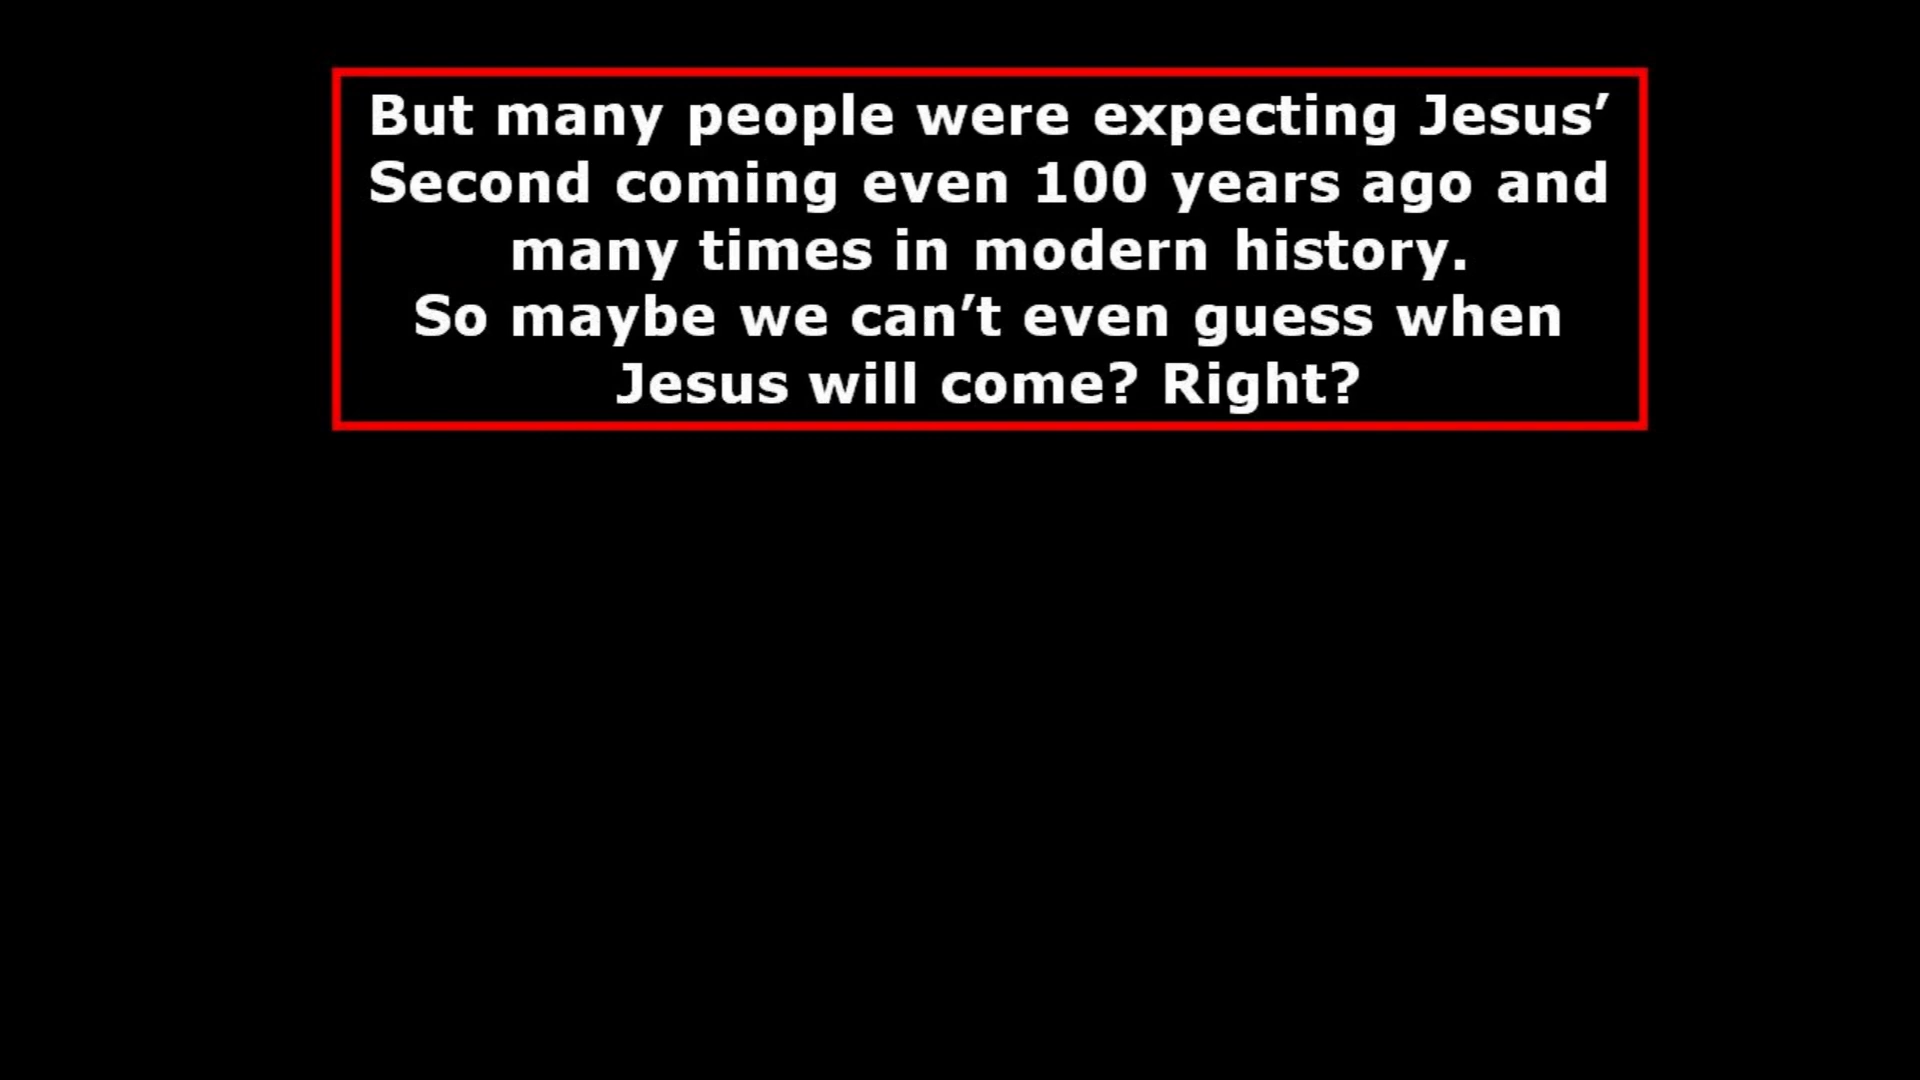 But many people were expecting Jesus’
Second coming even 100 years ago and
many times in modern history.
So maybe we can’t even guess when
Jesus will come? Right?